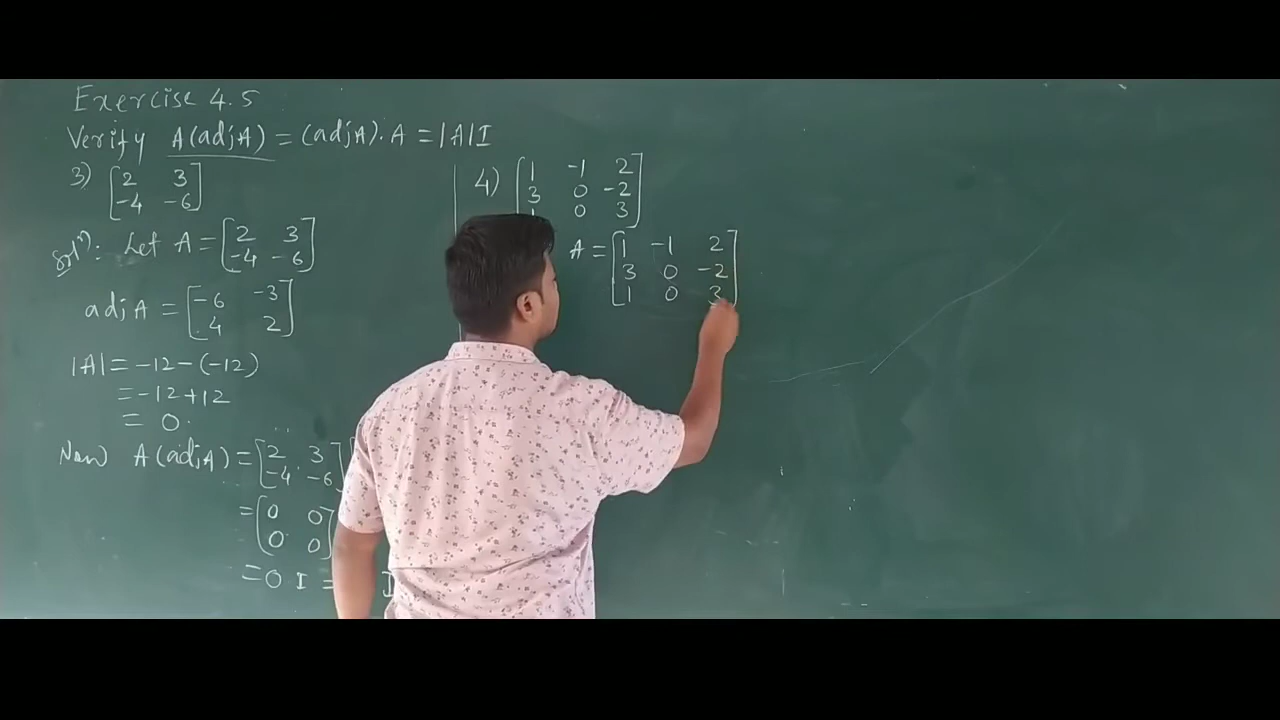 Exercise 4.5
Verify A(adjA) = (adjA).A = |A|I
3) [2 3
-4 -6]
Solⁿ: Let A = [2 3
-4 -6]
adjA = [-6 -3
4 2]
|A| = -12-(-12)
= -12+12
= 0.
Now A(adjA) = [2 3
-4 -6]
= [0 0
0 0]
= 0 I = I
4) [1 -1 2
3 0 -2
1 0 3]
A = [1 -1 2
3 0 -2
1 0 3]